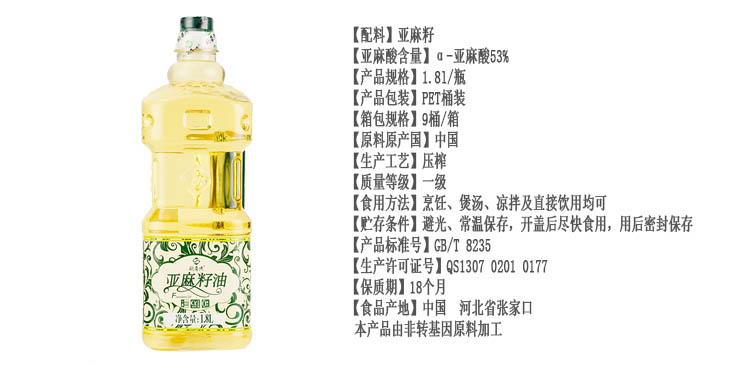 亚麻籽油
净含量:1.8L
【配料】亚麻籽
【亚麻酸含量】α-亚麻酸53%
【产品规格】1.8l/瓶
【产品包装】PET桶装
【箱包规格】9桶/箱
【原料原产国】中国
【生产工艺】压榨
【质量等级】一级
【食用方法】烹饪、煲汤、凉拌及直接饮用均可
【贮存条件】避光、常温保存，开盖后尽快食用，用后密封保存
【产品标准号】GB/T 8235
【生产许可证号】QS1307 0201 0177
【保质期】18个月
【食品产地】中国 河北省张家口
本产品由非转基因原料加工